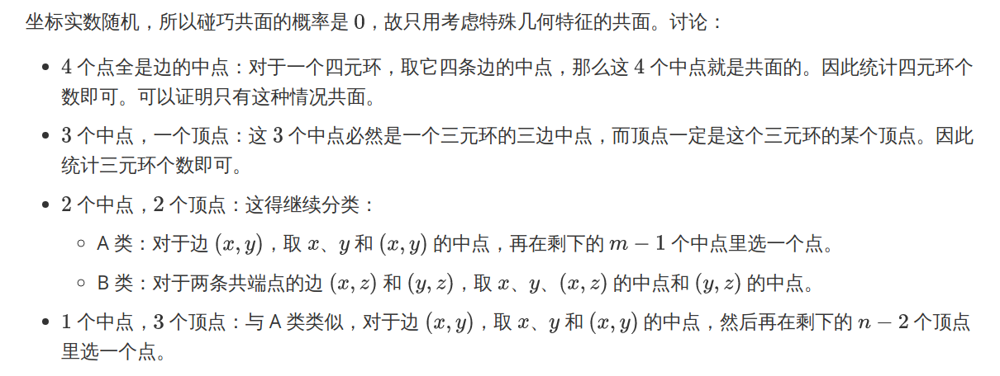 坐标实数随机，所以碰巧共面的概率是 0，故只用考虑特殊几何特征的共面。讨论：
• 4 个点全是边的中点：对于一个四元环，取它四条边的中点，那么这 4 个中点就是共面的。因此统计四元环个
数即可。可以证明只有这种情况共面。
• 3 个中点，一个顶点：这 3 个中点必然是一个三元环的三边中点，而顶点一定是这个三元环的某个顶点。因此
统计三元环个数即可。
• 2 个中点，2 个顶点：这得继续分类：
◦ A 类：对于边 (x, y)，取 x、y 和 (x, y) 的中点，再在剩下的 m − 1 个中点里选一个点。
◦ B 类：对于两条共端点的边 (x, z) 和 (y, z)，取 x、y、(x, z) 的中点和 (y, z) 的中点。
• 1 个中点，3 个顶点：与 A 类类似，对于边 (x, y)，取 x、y 和 (x, y) 的中点，然后再在剩下的 n − 2 个顶点
里选一个点。